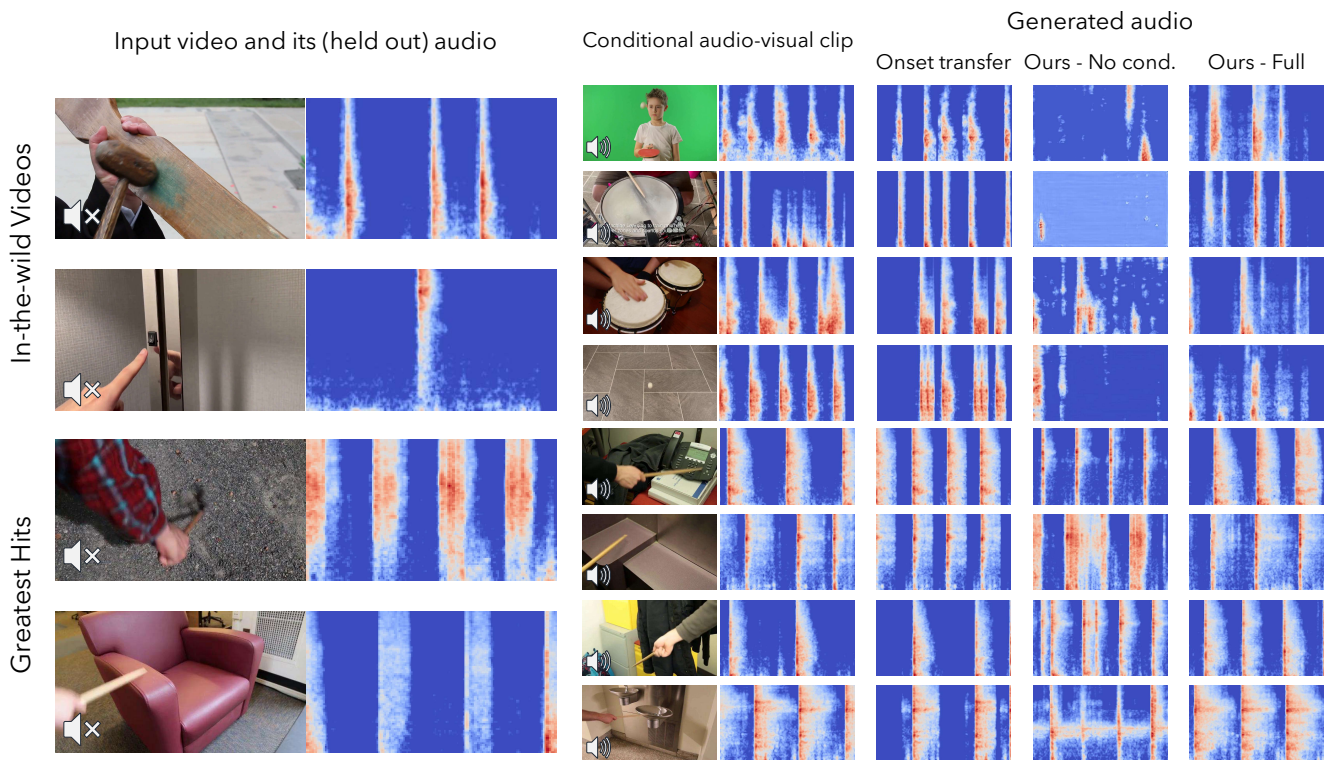 Input video and its (held out) audio
Conditional audio-visual clip
Generated audio
Onset transfer
Ours - No cond.
Ours - Full
In-the-wild Videos
Greatest Hits